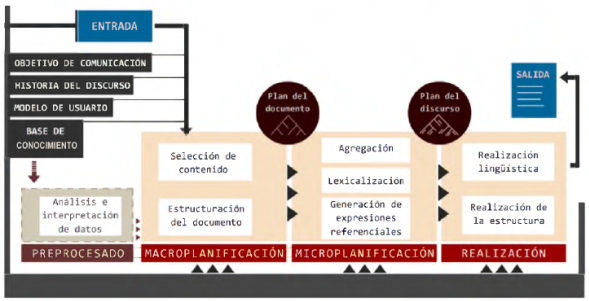 ENTRADA
OBJETIVO DE COMUNICACIÓN
HISTORIA DEL DISCURSO
MODELO DE USUARIO
BASE DE
CONOCIMIENTO
Análisis e
interpretación
de datos
PREPROCESADO
Selección de
contenido
Estructuración
del documento
MACROPLANIFICACIÓN
Plan del
documento
Agregación
Lexicalización
Generación de
expresiones
referenciales
MICROPLANIFICACIÓN
Plan del
discurso
Realización
lingüística
Realización de
la estructura
REALIZACIÓN
SALIDA